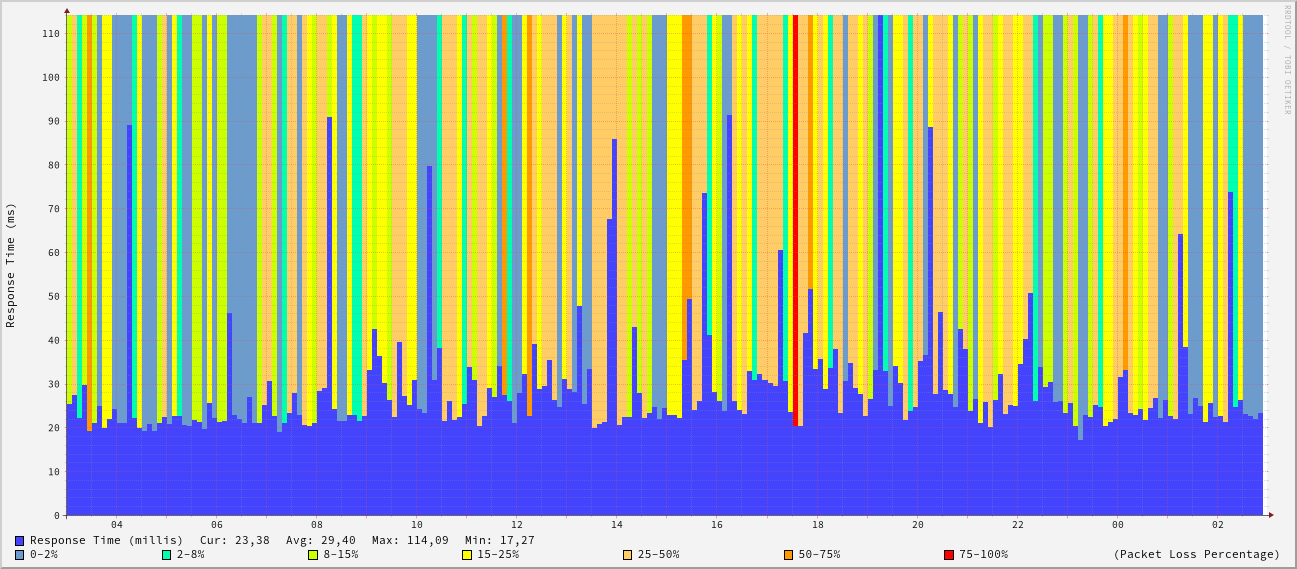 RRDTOOL / TOBI OETIKER
Response Time (ms)
110
100
90
80
70
60
50
40
30
20
10
0
04 06 08 10 12 14 16 18 20 22 00 02
Response Time (millis) Cur: 23,38 Avg: 29,40 Max: 114,09 Min: 17,27
0-2% 2-8% 8-15% 15-25% 25-50% 50-75% 75-100% (Packet Loss Percentage)